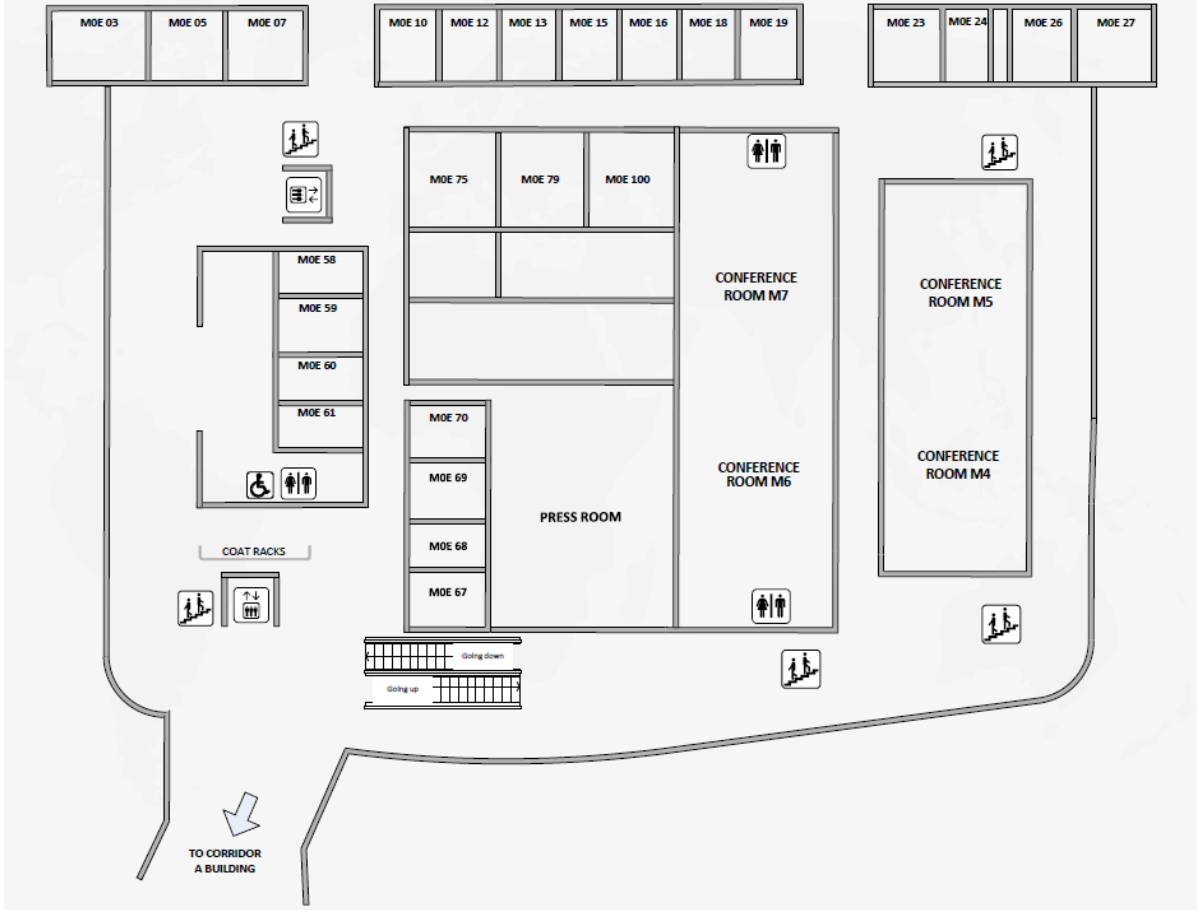 M0E 03
M0E 05
M0E 07
M0E 10
M0E 12
M0E 13
M0E 15
M0E 16
M0E 18
M0E 19
M0E 23
M0E 24
M0E 26
M0E 27
M0E 75
M0E 79
M0E 100
M0E 58
M0E 59
M0E 60
M0E 61
CONFERENCE
ROOM M7
CONFERENCE
ROOM M5
M0E 70
M0E 69
M0E 68
M0E 67
PRESS ROOM
CONFERENCE
ROOM M6
CONFERENCE
ROOM M4
COAT RACKS
Going down
Going up
TO CORRIDOR
A BUILDING